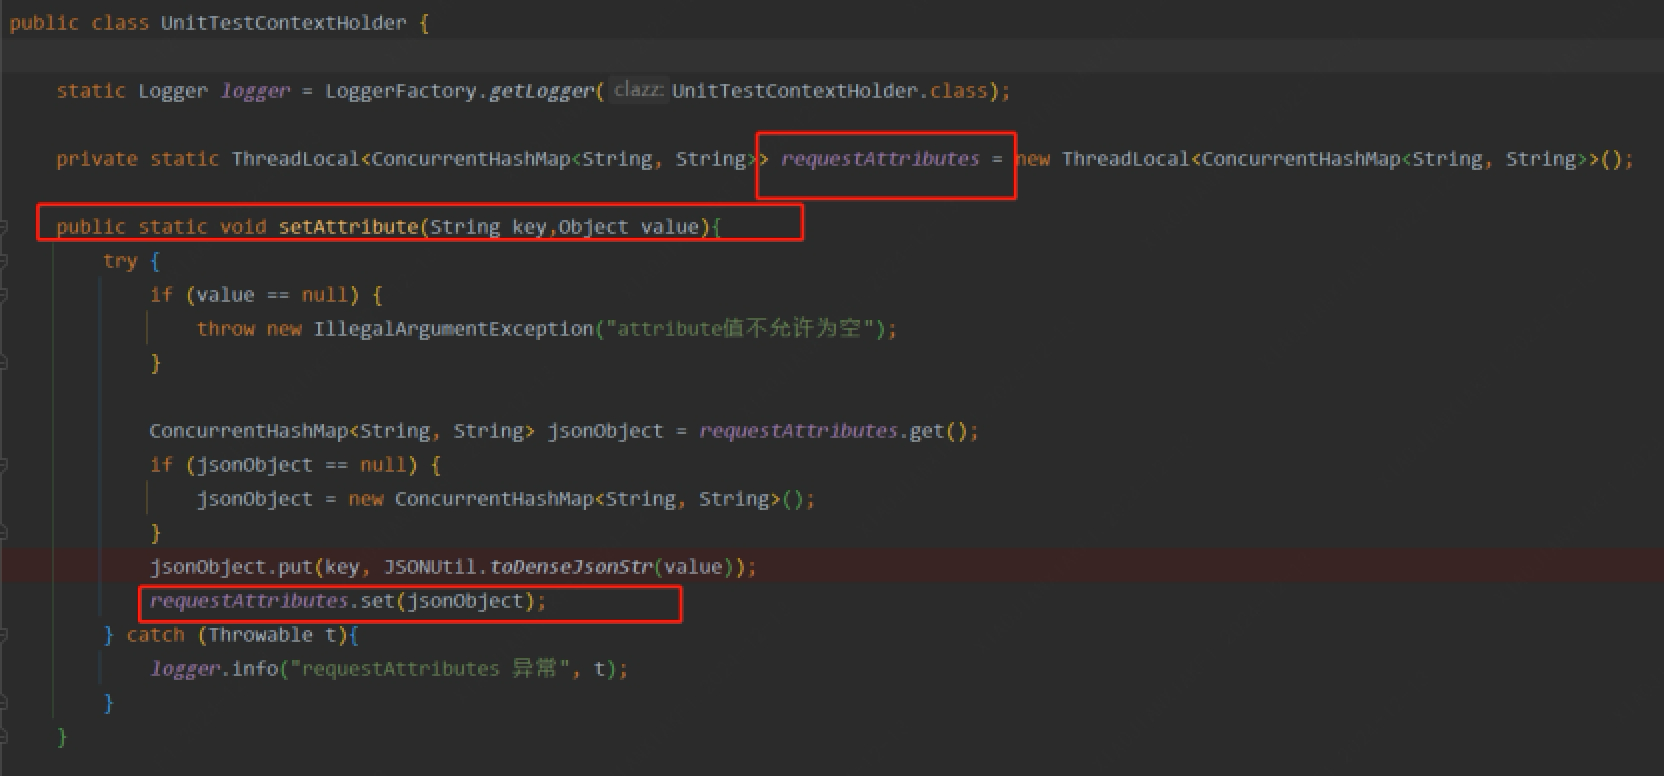 public class UnitTestContextHolder {
static Logger logger = LoggerFactory.getLogger( clazz: UnitTestContextHolder.class);
private static ThreadLocal<ConcurrentHashMap<String, String>> requestAttributes = new ThreadLocal<ConcurrentHashMap<String, String>>();
public static void setAttribute(String key,Object value){
try {
if (value == null) {
throw new IllegalArgumentException("attribute值不允许为空");
}
ConcurrentHashMap<String, String> jsonObject = requestAttributes.get();
if (jsonObject == null) {
jsonObject = new ConcurrentHashMap<String, String>();
}
jsonObject.put(key, JSONUtil.toDenseJsonStr(value));
requestAttributes.set(jsonObject);
} catch (Throwable t){
logger.info("requestAttributes 异常", t);
}
}